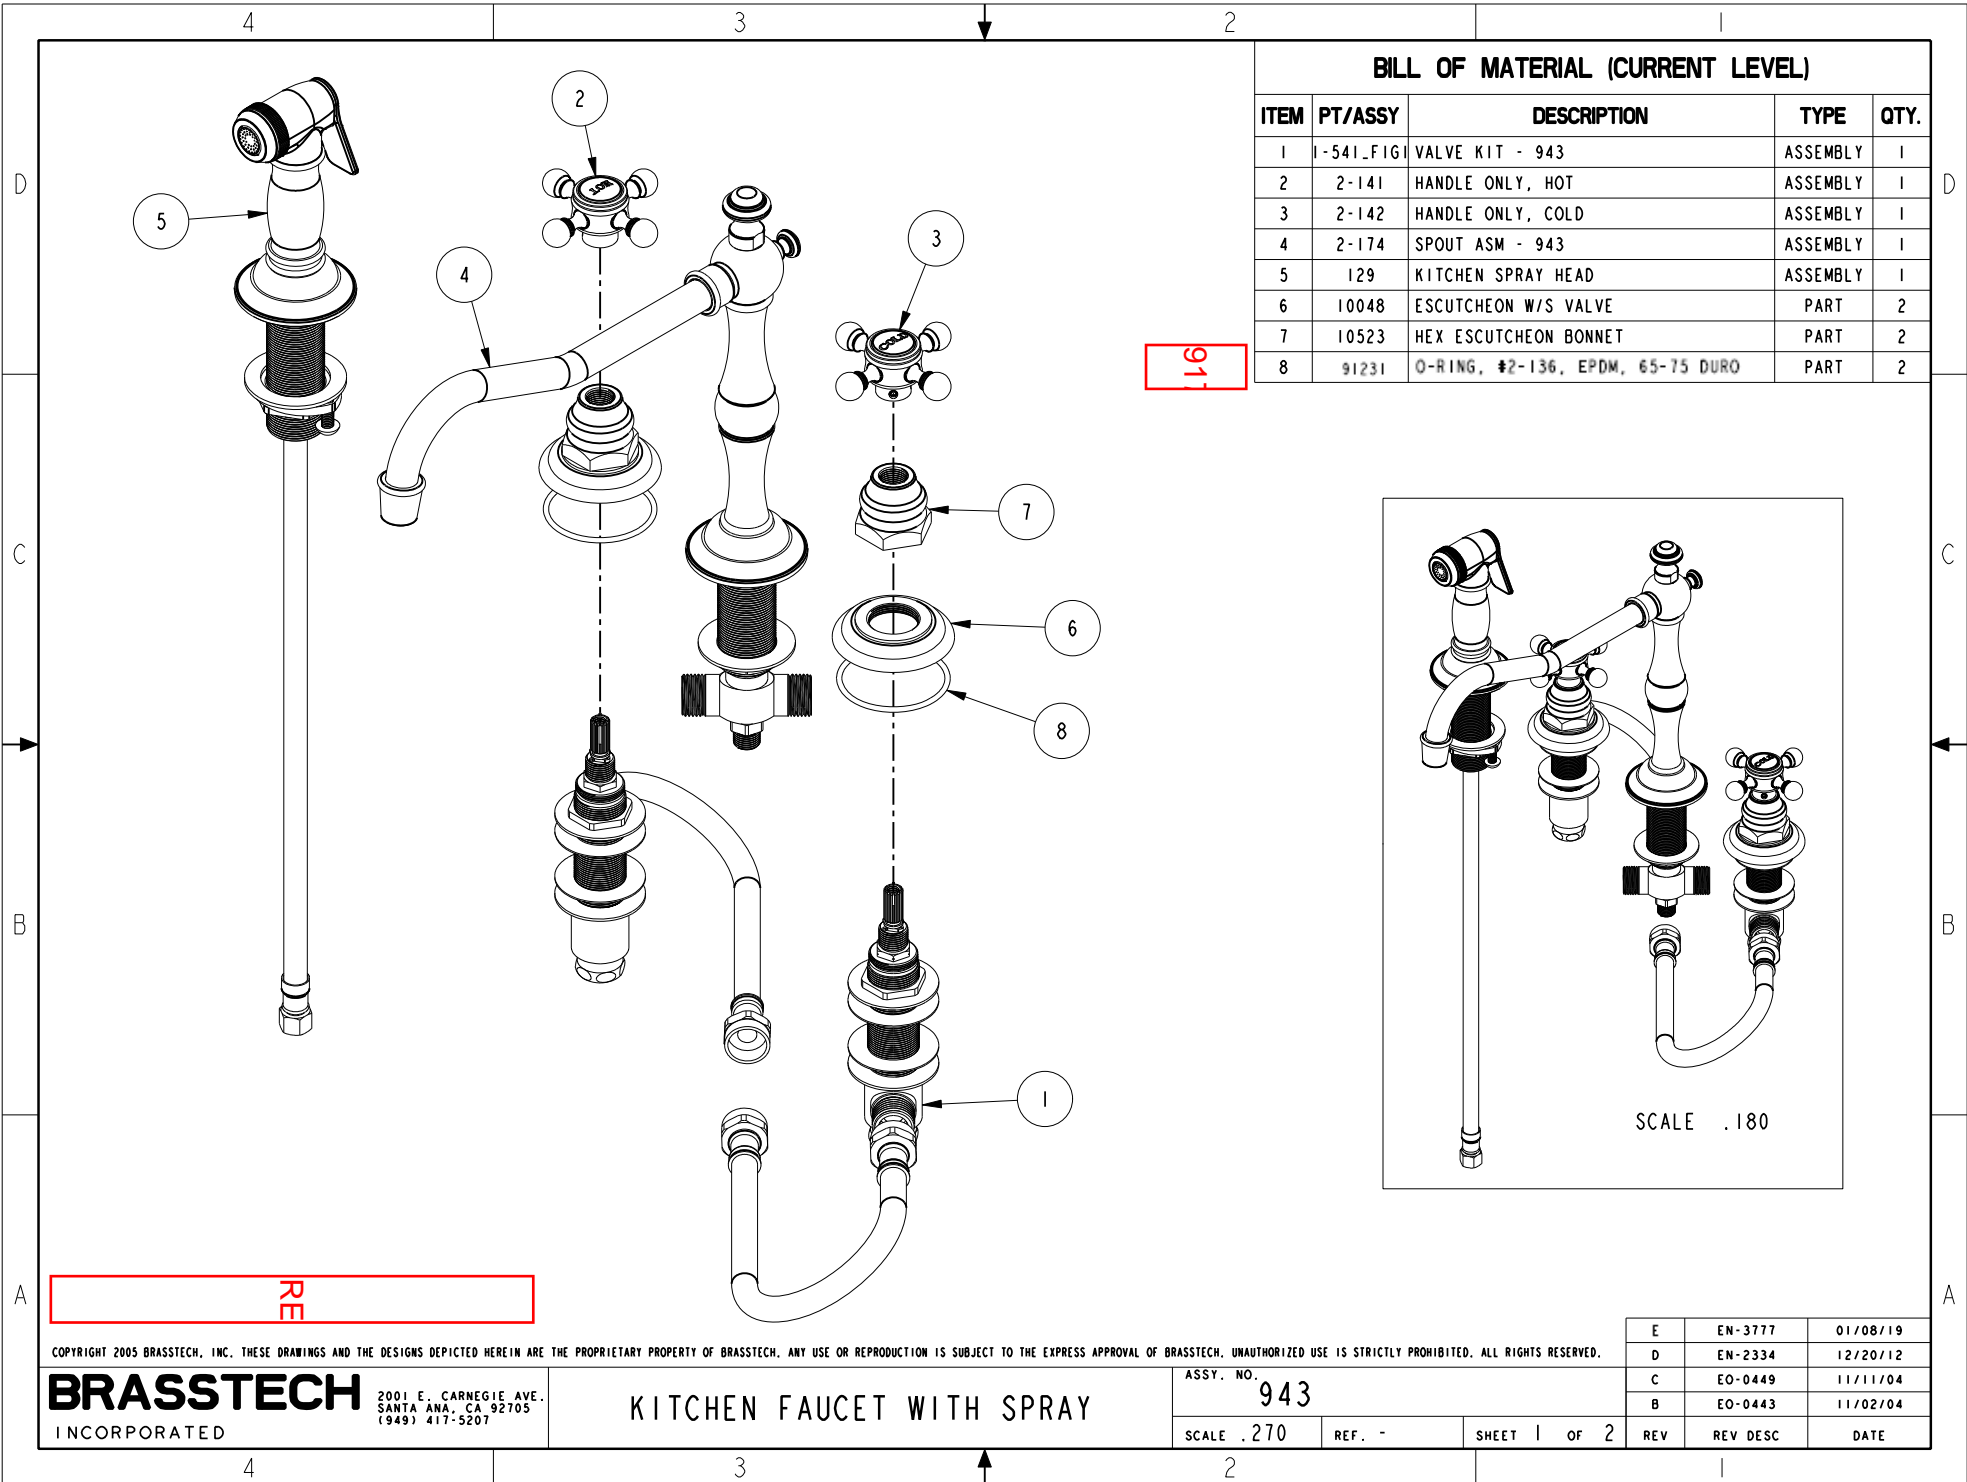 4 3 2 1
BILL OF MATERIAL (CURRENT LEVEL)
ITEM PT/ASSY DESCRIPTION TYPE QTY.
1 1-541_FIG1 VALVE KIT - 943 ASSEMBLY 1
2 2-141 HANDLE ONLY, HOT ASSEMBLY 1
3 2-142 HANDLE ONLY, COLD ASSEMBLY 1
4 2-174 SPOUT ASM - 943 ASSEMBLY 1
5 129 KITCHEN SPRAY HEAD ASSEMBLY 1
6 10048 ESCUTCHEON W/S VALVE PART 2
7 10523 HEX ESCUTCHEON BONNET PART 2
8 91231 O-RING, #2-136, EPDM, 65-75 DURO PART 2
917
D D
2
HOT
5
3
4
COLD
7
C C
6
8
COLD
B B
1
SCALE .180
A A
RE
COPYRIGHT 2005 BRASSTECH, INC. THESE DRAWINGS AND THE DESIGNS DEPICTED HEREIN ARE THE PROPRIETARY PROPERTY OF BRASSTECH. ANY USE OR REPRODUCTION IS SUBJECT TO THE EXPRESS APPROVAL OF BRASSTECH. UNAUTHORIZED USE IS STRICTLY PROHIBITED. ALL RIGHTS RESERVED.
E EN-3777 01/08/19
D EN-2334 12/20/12
C EO-0449 11/11/04
B EO-0443 11/02/04
REV REV DESC DATE
BRASSTECH
INCORPORATED
2001 E. CARNEGIE AVE.
SANTA ANA, CA 92705
(949) 417-5207
KITCHEN FAUCET WITH SPRAY
ASSY. NO. 943
SCALE .270 REF. - SHEET 1 OF 2
4 3 2 1